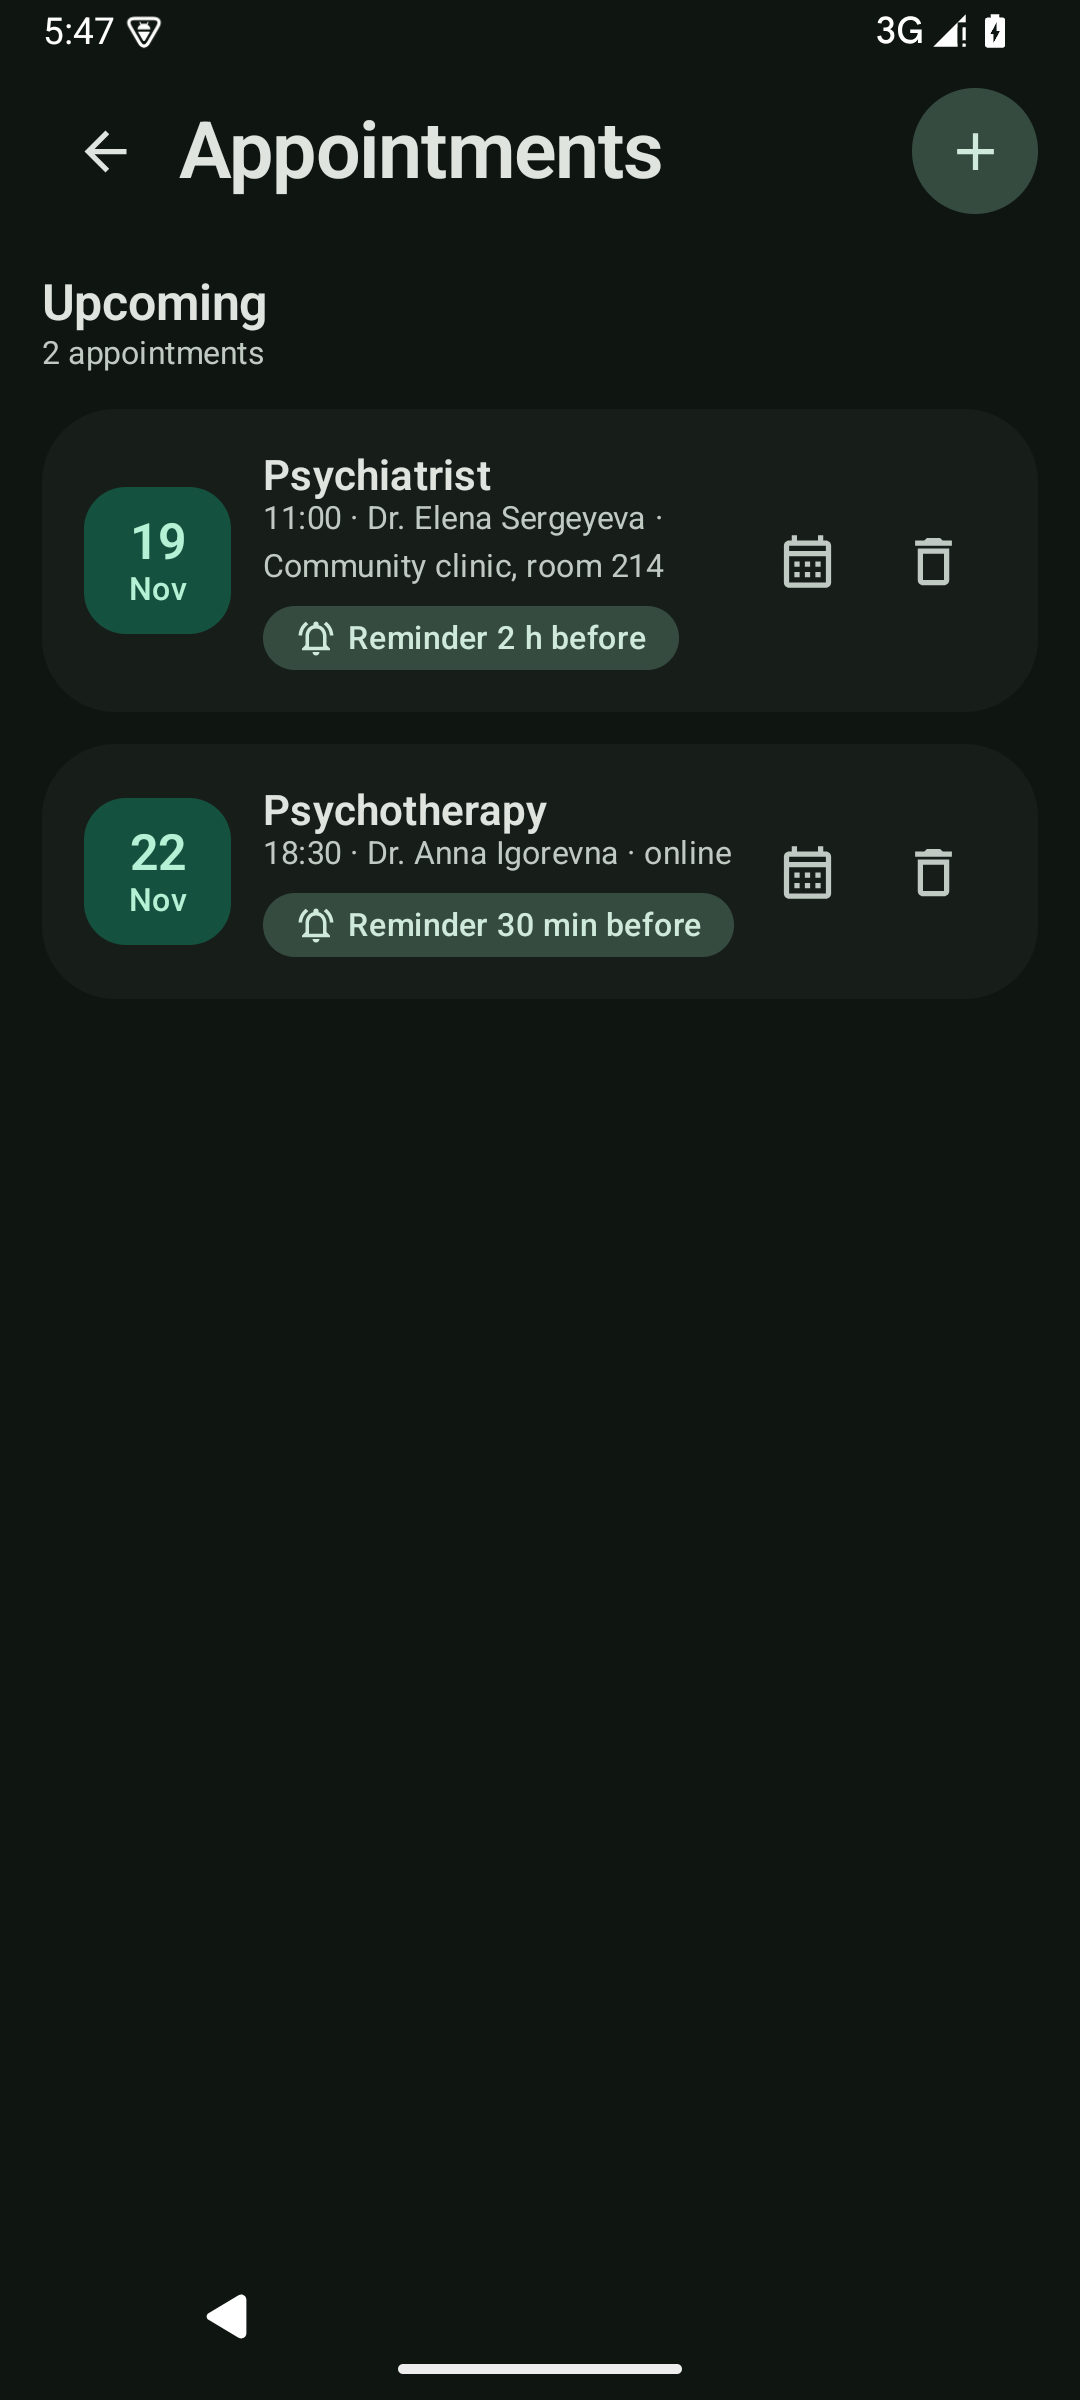 5:47
3G
Appointments
Upcoming
2 appointments
19
Nov
Psychiatrist
11:00 · Dr. Elena Sergeyeva ·
Community clinic, room 214
Reminder 2 h before
22
Nov
Psychotherapy
18:30 · Dr. Anna Igorevna · online
Reminder 30 min before